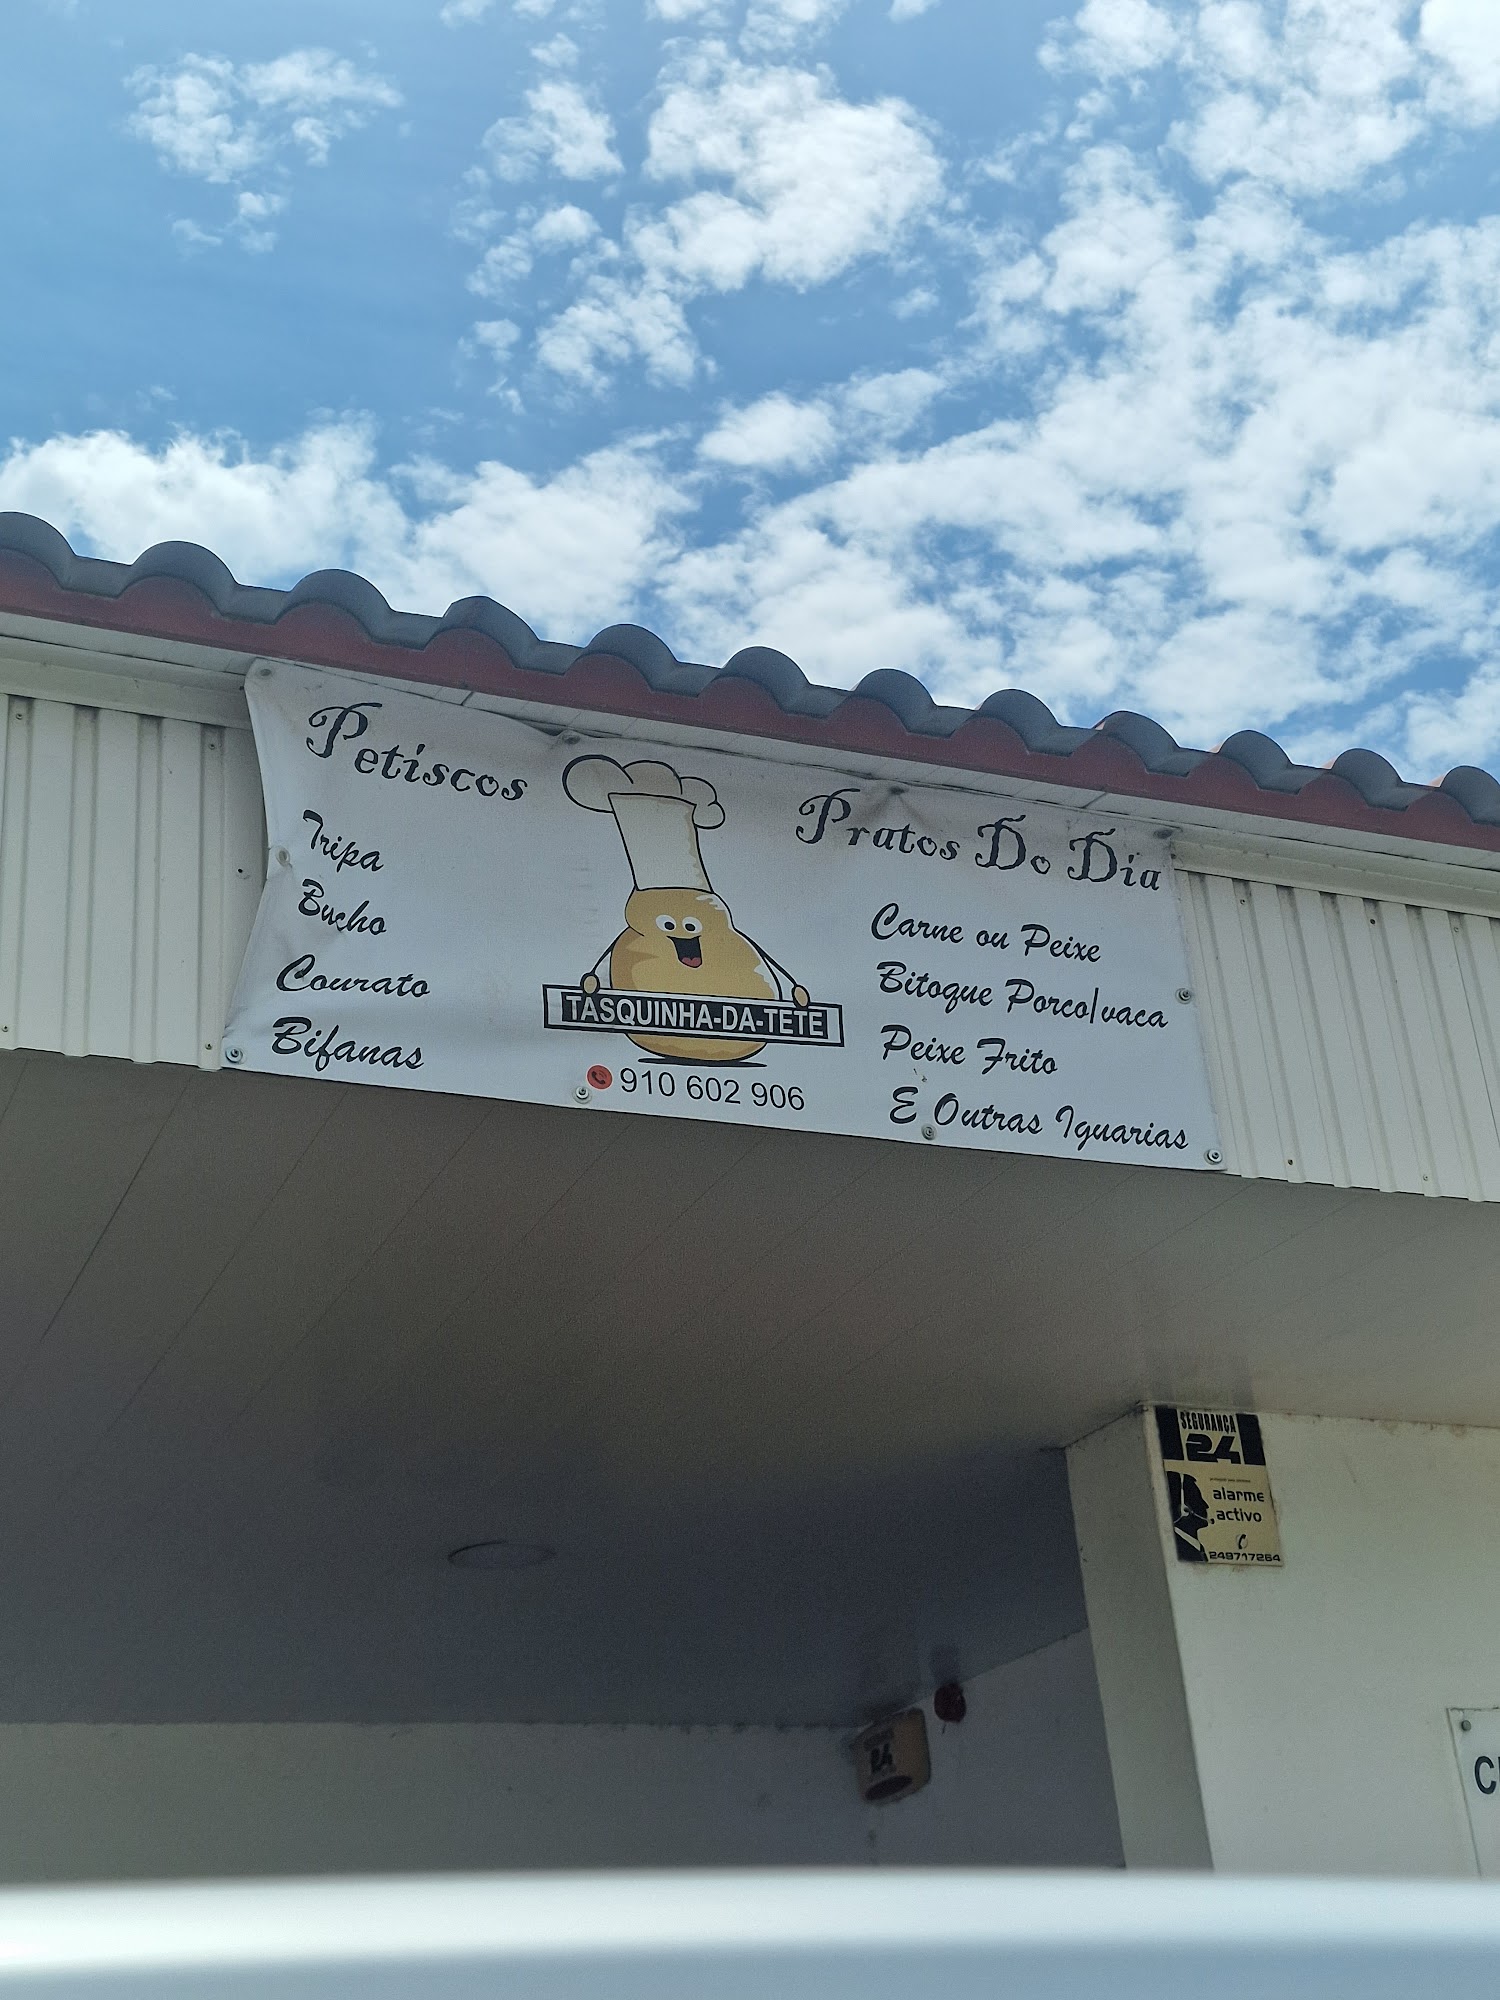 Petiscos
Tripa
Bucho
Courato
Bifanas
TASQUINHA-DA-TETE
910 602 906
Pratos Do Dia
Carne ou Peixe
Bitoque Porco/vaca
Peixe Frito
E Outras Iguarias
SEGURANÇA
24
alarme
activo
249717264
24